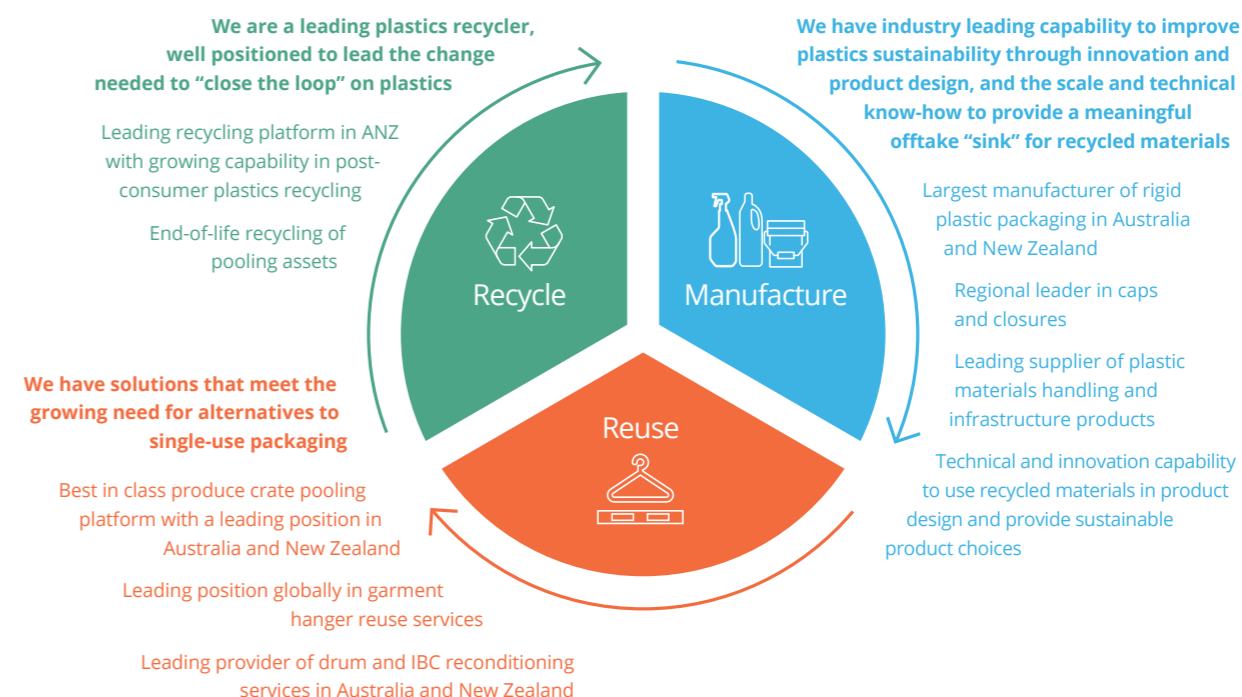 We are a leading plastics recycler,
well positioned to lead the change
needed to “close the loop” on plastics
Leading recycling platform in ANZ
with growing capability in post-
consumer plastics recycling
End-of-life recycling of
pooling assets
Recycle
We have industry leading capability to improve
plastics sustainability through innovation and
product design, and the scale and technical
know-how to provide a meaningful
offtake “sink” for recycled materials
Largest manufacturer of rigid
plastic packaging in Australia
and New Zealand
Regional leader in caps
and closures
Leading supplier of plastic
materials handling and
infrastructure products
Technical and innovation capability
to use recycled materials in product
design and provide sustainable
product choices
Manufacture
We have solutions that meet the
growing need for alternatives to
single-use packaging
Best in class produce crate pooling
platform with a leading position in
Australia and New Zealand
Leading position globally in garment
hanger reuse services
Leading provider of drum and IBC reconditioning
services in Australia and New Zealand
Reuse